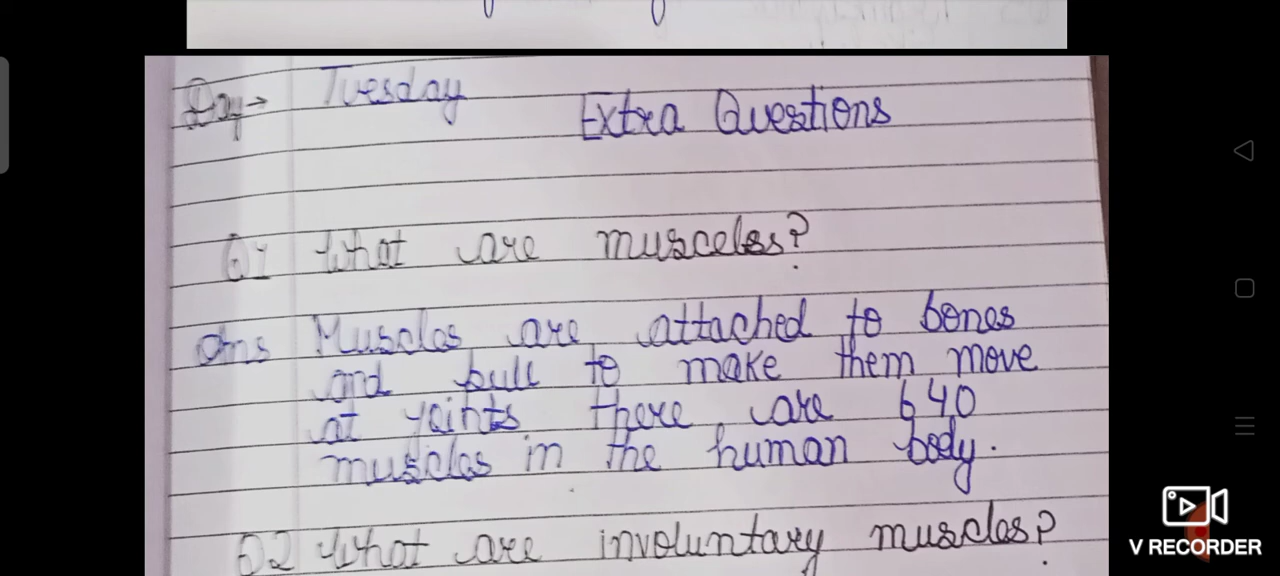 Day→ Tuesday
Extra Questions
Q1 What are musceles?
Ans Muscles are attached to bones
and pull to make them move
at joints there are 640
muscles in the human body.
Q2 What are involuntary muscles?
V RECORDER